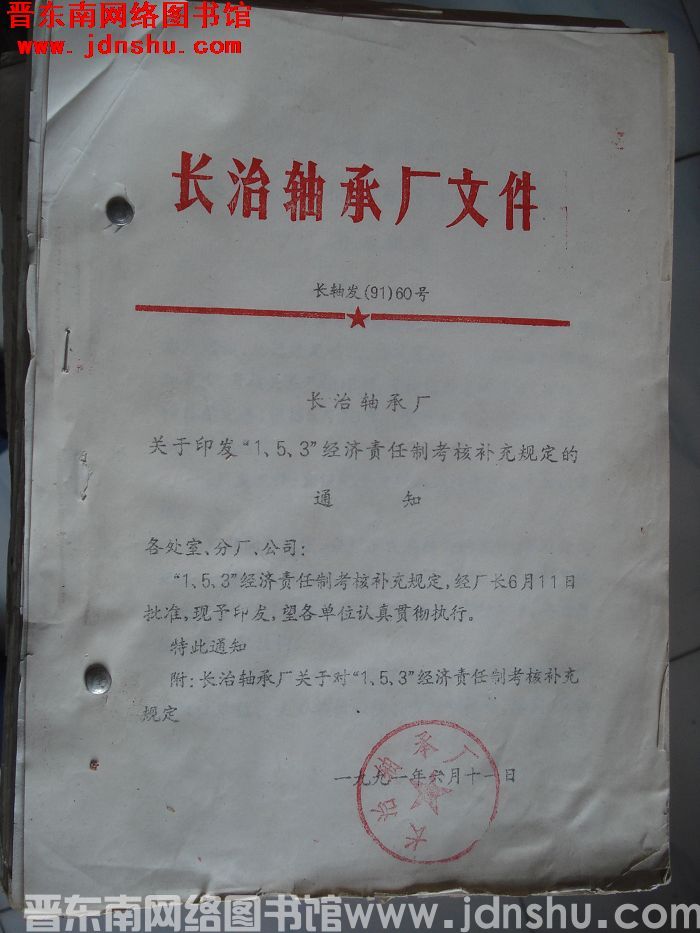 晋东南网络图书馆
www.jdnshu.com
长治轴承厂文件
长轴发(91)60号
长治轴承厂
关于印发“1、5、3”经济责任制考核补充规定的
通知
各处室、分厂、公司:
“1、5、3”经济责任制考核补充规定,经厂长6月11日
批准,现予印发,望各单位认真贯彻执行。
特此通知
附:长治轴承厂关于对“1、5、3”经济责任制考核补充
规定
一九九一年六月十一日
长治轴承厂
晋东南网络图书馆www.jdnshu.com